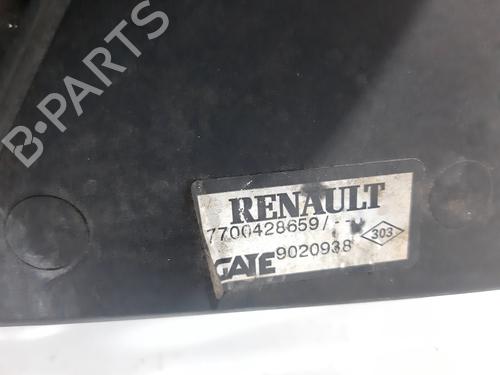 B-PARTS
RENAULT
7700428659/--
303
GATE 9020938